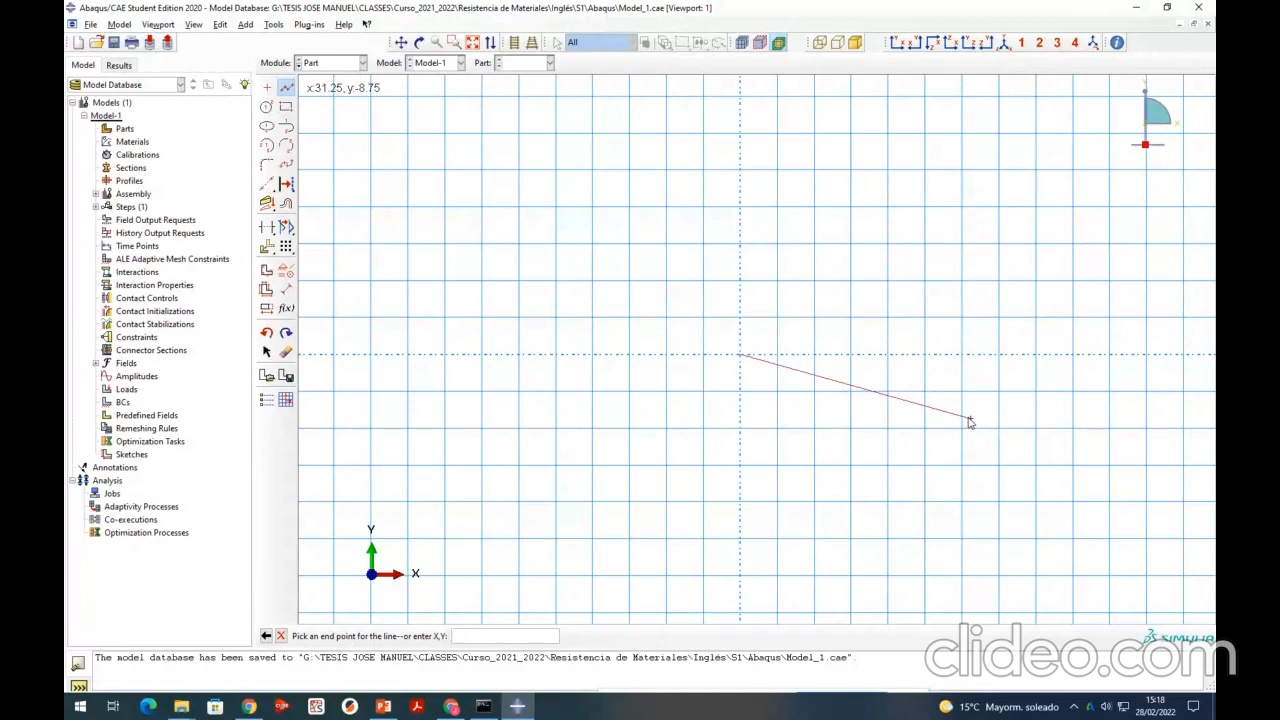 Abaqus/CAE Student Edition 2020 - Model Database: G:\TESIS JOSE MANUEL\CLASSES\Curso_2021_2022\Resistencia de Materiales\Inglés\S1\Abaqus\Model_1.cae [Viewport: 1]
File Model Viewport View Edit Add Tools Plug-ins Help
All
1 2 3 4
Model Results
Module: Part Model: Model-1 Part:
Model Database
x:31.25, y:-8.75
Models (1)
Model-1
Parts
Materials
Calibrations
Sections
Profiles
Assembly
Steps (1)
Field Output Requests
History Output Requests
Time Points
ALE Adaptive Mesh Constraints
Interactions
Interaction Properties
Contact Controls
Contact Initializations
Contact Stabilizations
Constraints
Connector Sections
Fields
Amplitudes
Loads
BCs
Predefined Fields
Remeshing Rules
Optimization Tasks
Sketches
Annotations
Analysis
Jobs
Adaptivity Processes
Co-executions
Optimization Processes
f(x)
Y
X
Y
X
Pick an end point for the line--or enter X,Y:
SIMULIA
The model database has been saved to "G:\TESIS JOSE MANUEL\CLASSES\Curso_2021_2022\Resistencia de Materiales\Inglés\S1\Abaqus\Model_1.cae".
clideo.com
15°C Mayorm. soleado
15:18
28/02/2022